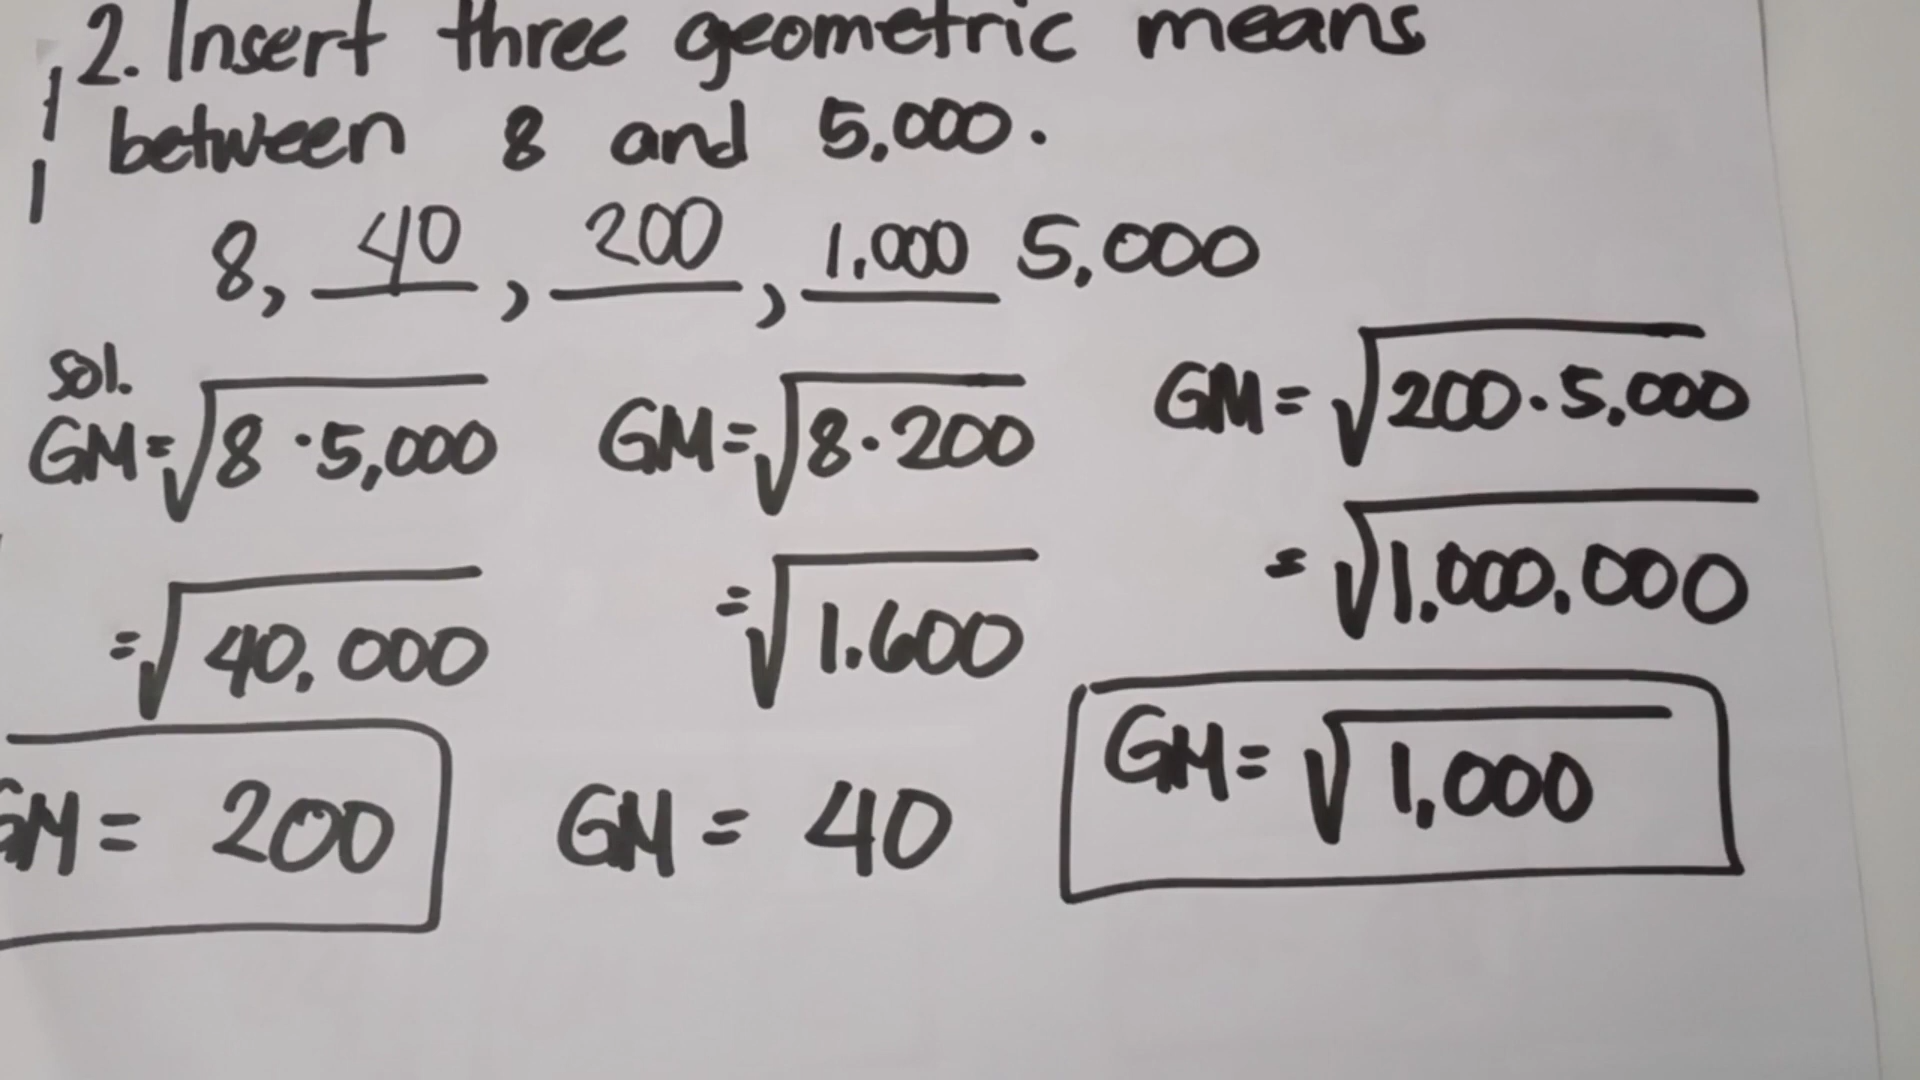 2. Insert three geometric means
between 8 and 5,000.
8, 40, 200, 1,000 5,000
sol.
GM=√8·5,000
=√40,000
GM= 200
GM=√8·200
=√1.600
GM= 40
GM=√200·5,000
=√1.000.000
GM=√1,000